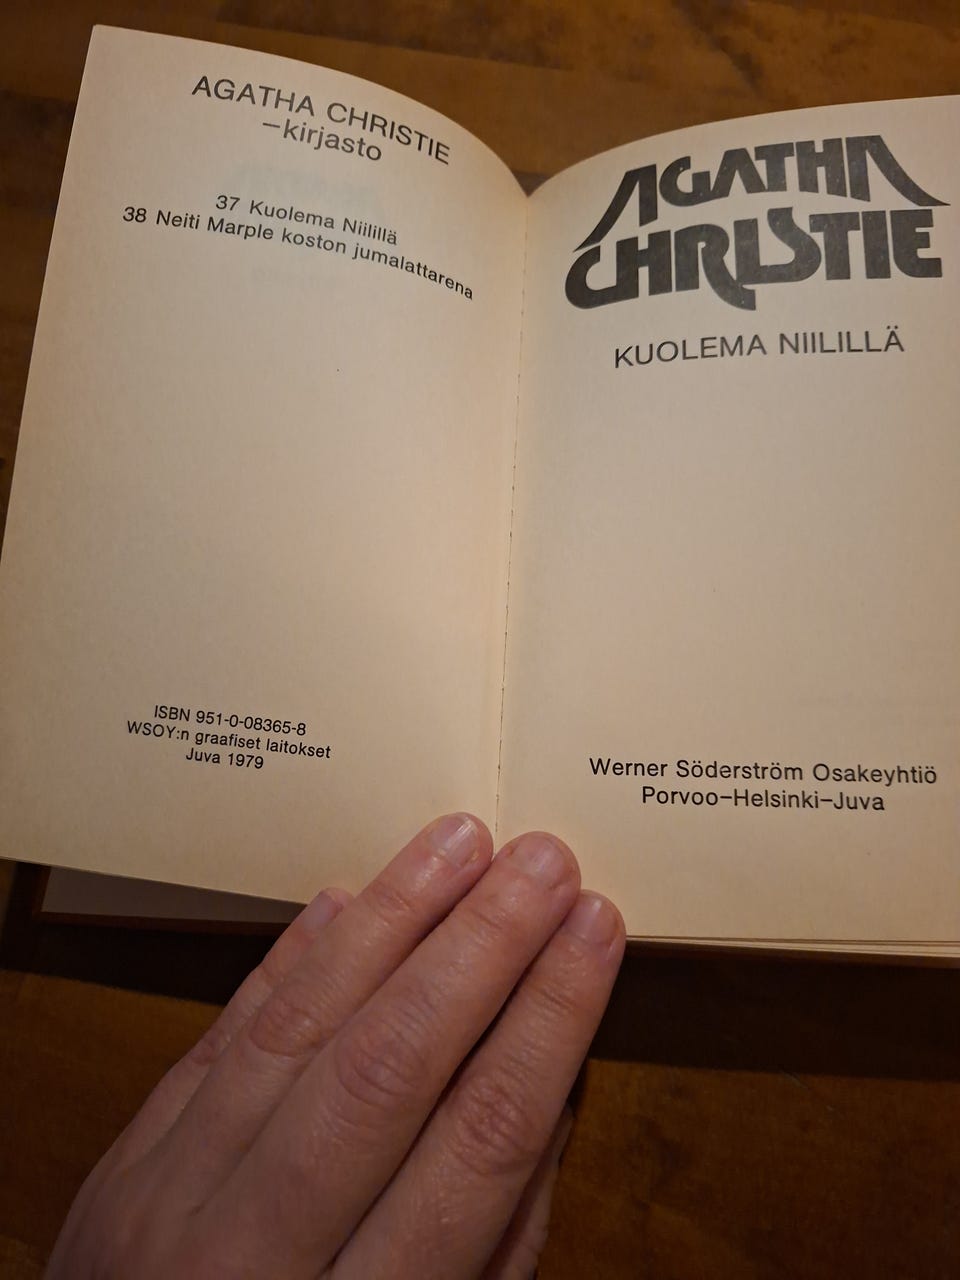 AGATHA CHRISTIE
–kirjasto
37 Kuolema Niilillä
38 Neiti Marple koston jumalattarena
ISBN 951-0-08365-8
WSOY:n graafiset laitokset
Juva 1979
AGATHA
CHRISTIE
KUOLEMA NIILILLÄ
Werner Söderström Osakeyhtiö
Porvoo–Helsinki–Juva